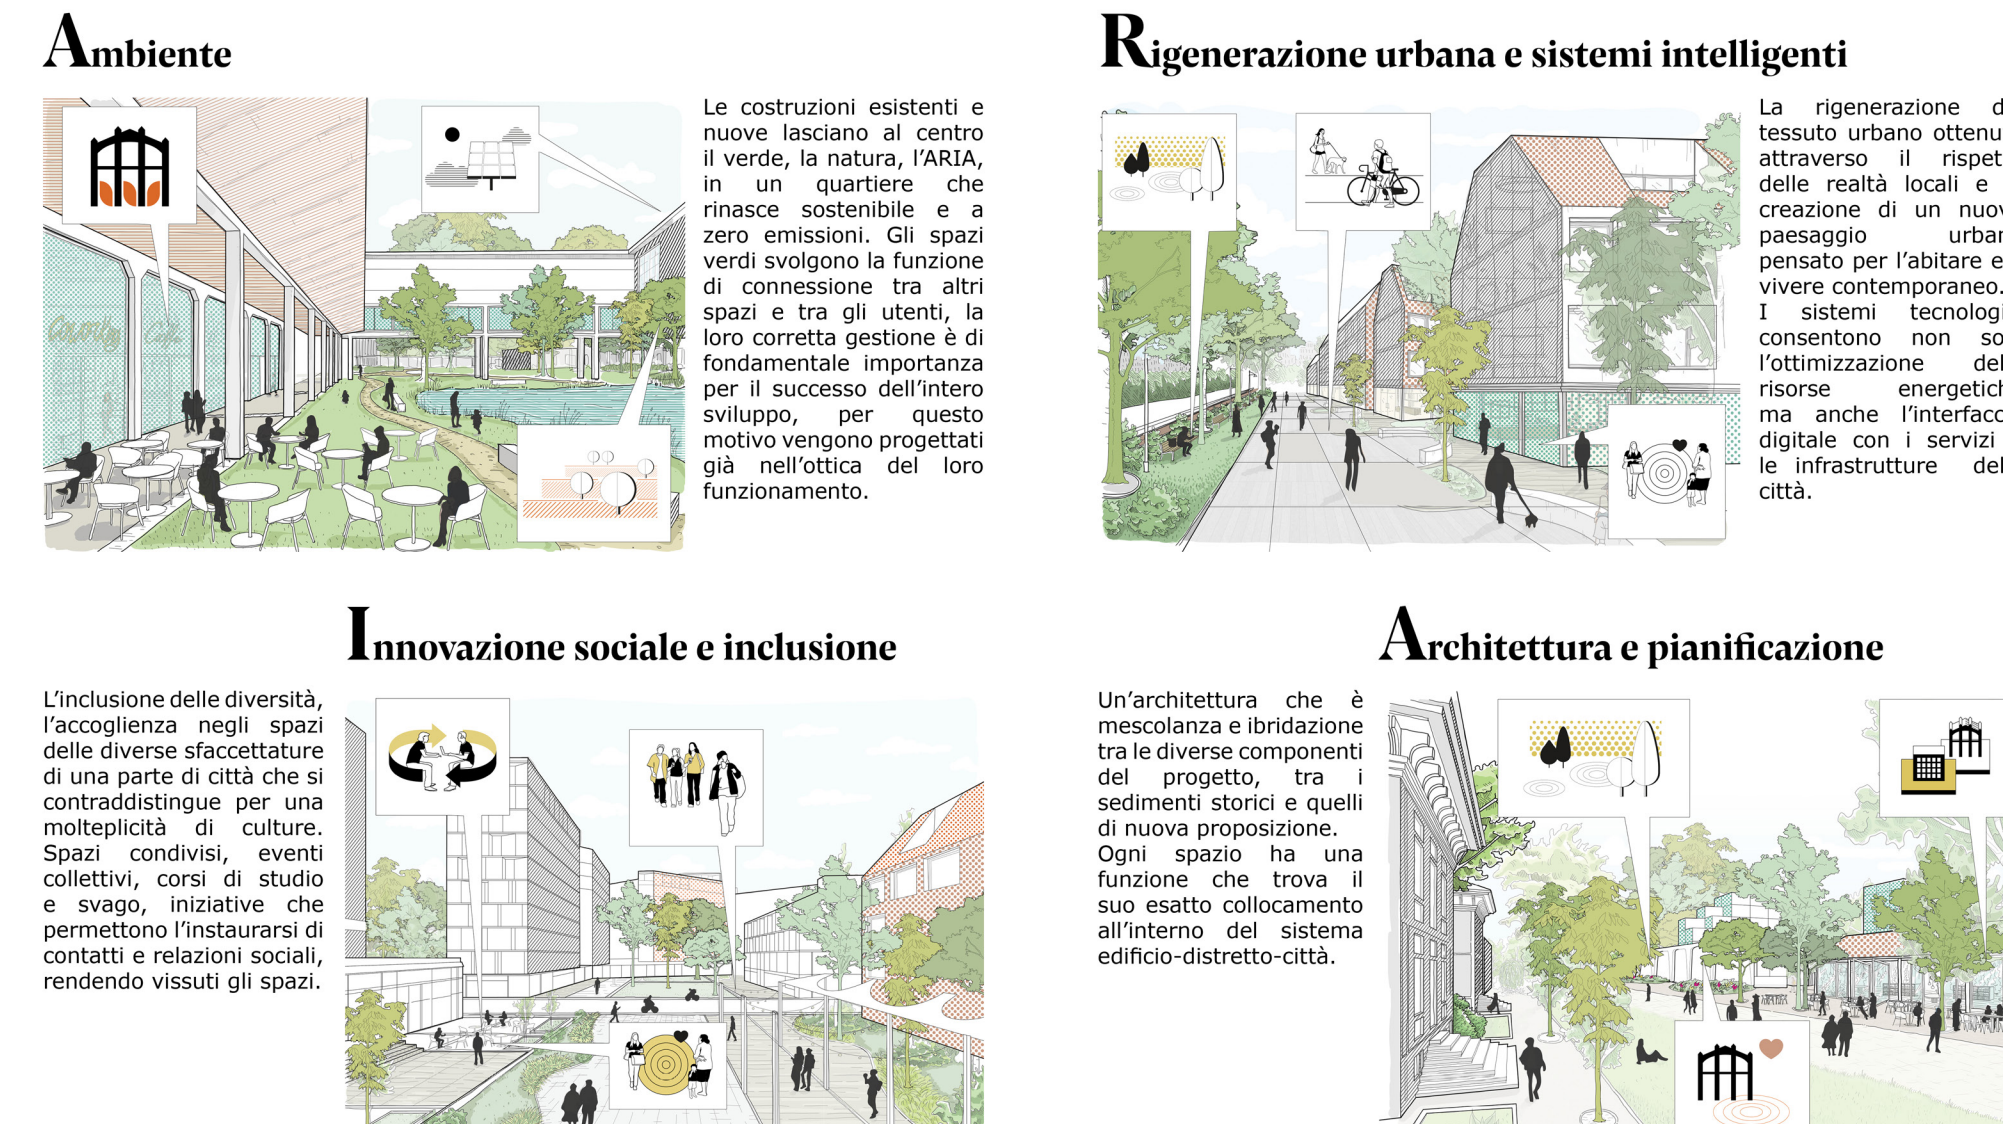 Ambiente
Le costruzioni esistenti e
nuove lasciano al centro
il verde, la natura, l’ARIA,
in un quartiere che
rinasce sostenibile e a
zero emissioni. Gli spazi
verdi svolgono la funzione
di connessione tra altri
spazi e tra gli utenti, la
loro corretta gestione è di
fondamentale importanza
per il successo dell’intero
sviluppo, per questo
motivo vengono progettati
già nell’ottica del loro
funzionamento.
Rigenerazione urbana e sistemi intelligenti
La rigenerazione d
tessuto urbano ottenu
attraverso il rispet
delle realtà locali e
creazione di un nuov
paesaggio urban
pensato per l’abitare e
vivere contemporaneo.
I sistemi tecnologi
consentono non so
l’ottimizzazione del
risorse energetich
ma anche l’interfacc
digitale con i servizi
le infrastrutture del
città.
Innovazione sociale e inclusione
L’inclusione delle diversità,
l’accoglienza negli spazi
delle diverse sfaccettature
di una parte di città che si
contraddistingue per una
molteplicità di culture.
Spazi condivisi, eventi
collettivi, corsi di studio
e svago, iniziative che
permettono l’instaurarsi di
contatti e relazioni sociali,
rendendo vissuti gli spazi.
Architettura e pianificazione
Un’architettura che è
mescolanza e ibridazione
tra le diverse componenti
del progetto, tra i
sedimenti storici e quelli
di nuova proposizione.
Ogni spazio ha una
funzione che trova il
suo esatto collocamento
all’interno del sistema
edificio-distretto-città.